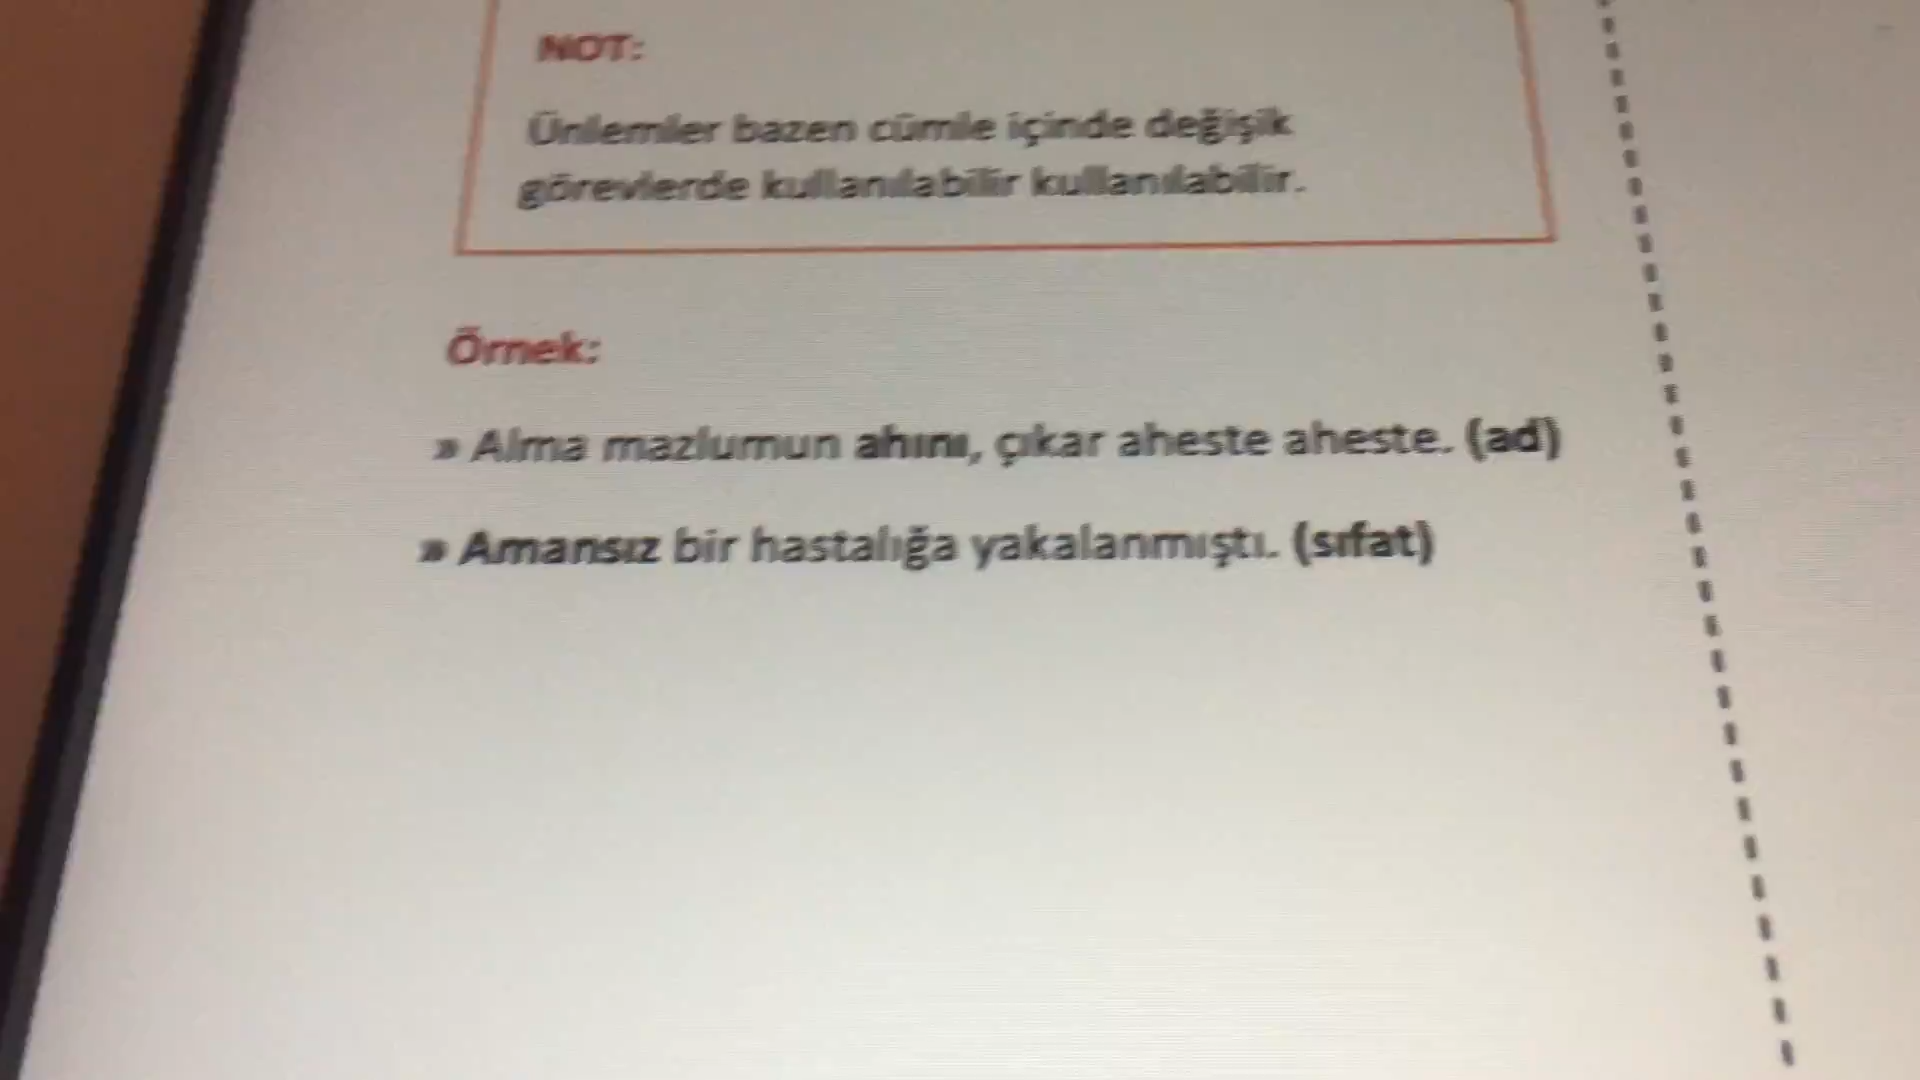 NOT:
Ünlemler bazen cümle içinde değişik
görevlerde kullanılabilir kullanılabilir.
Örnek:
» Alma mazlumun ahını, çıkar aheste aheste. (ad)
» Amansız bir hastalığa yakalanmıştı. (sıfat)